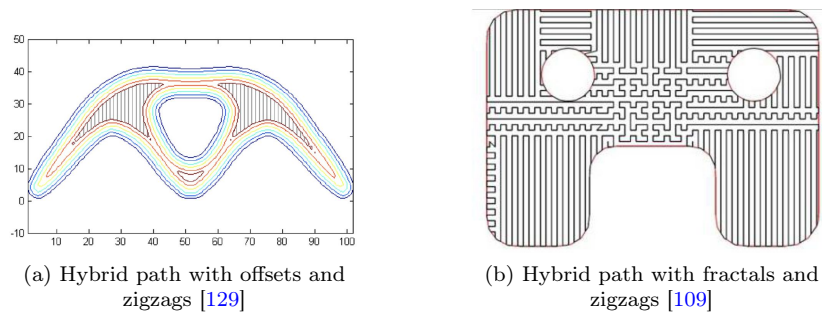 50
40
30
20
10
0
-10
10 20 30 40 50 60 70 80 90 100
(a) Hybrid path with offsets and
zigzags [129]
(b) Hybrid path with fractals and
zigzags [109]